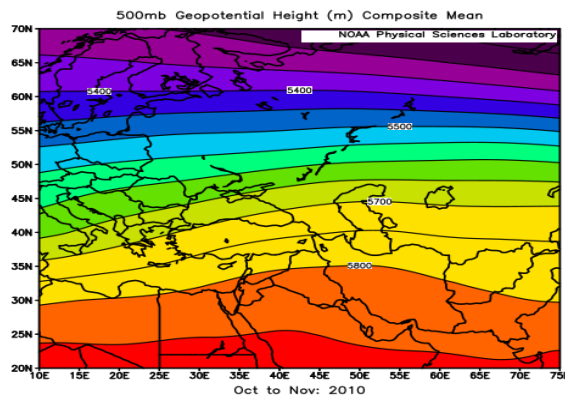 500mb Geopotential Height (m) Composite Mean
NOAA Physical Sciences Laboratory
70N
65N
60N
55N
50N
45N
40N
35N
30N
25N
20N
5400
5400
5500
5700
5800
10E 15E 20E 25E 30E 35E 40E 45E 50E 55E 60E 65E 70E 75E
Oct to Nov: 2010